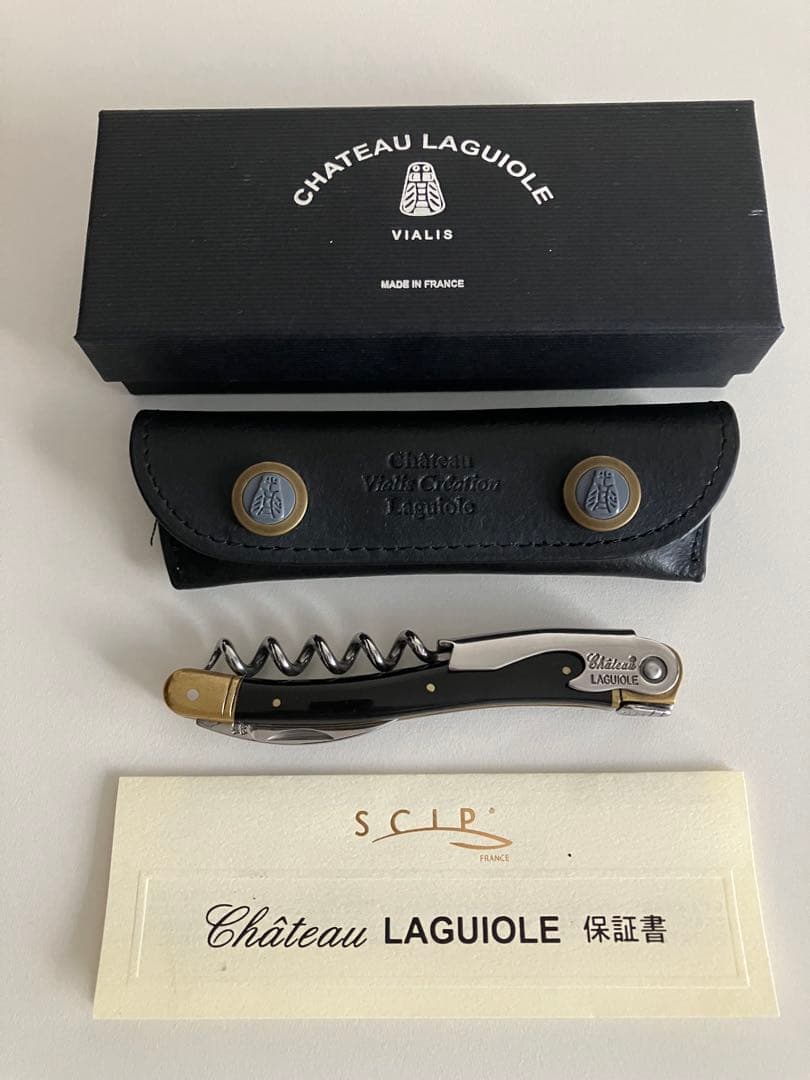 CHATEAU LAGUIOLE
VIALIS
MADE IN FRANCE
Château
Vialis Création
Laguiole
Château®
LAGUIOLE
SCIP®
FRANCE
Château LAGUIOLE 保証書